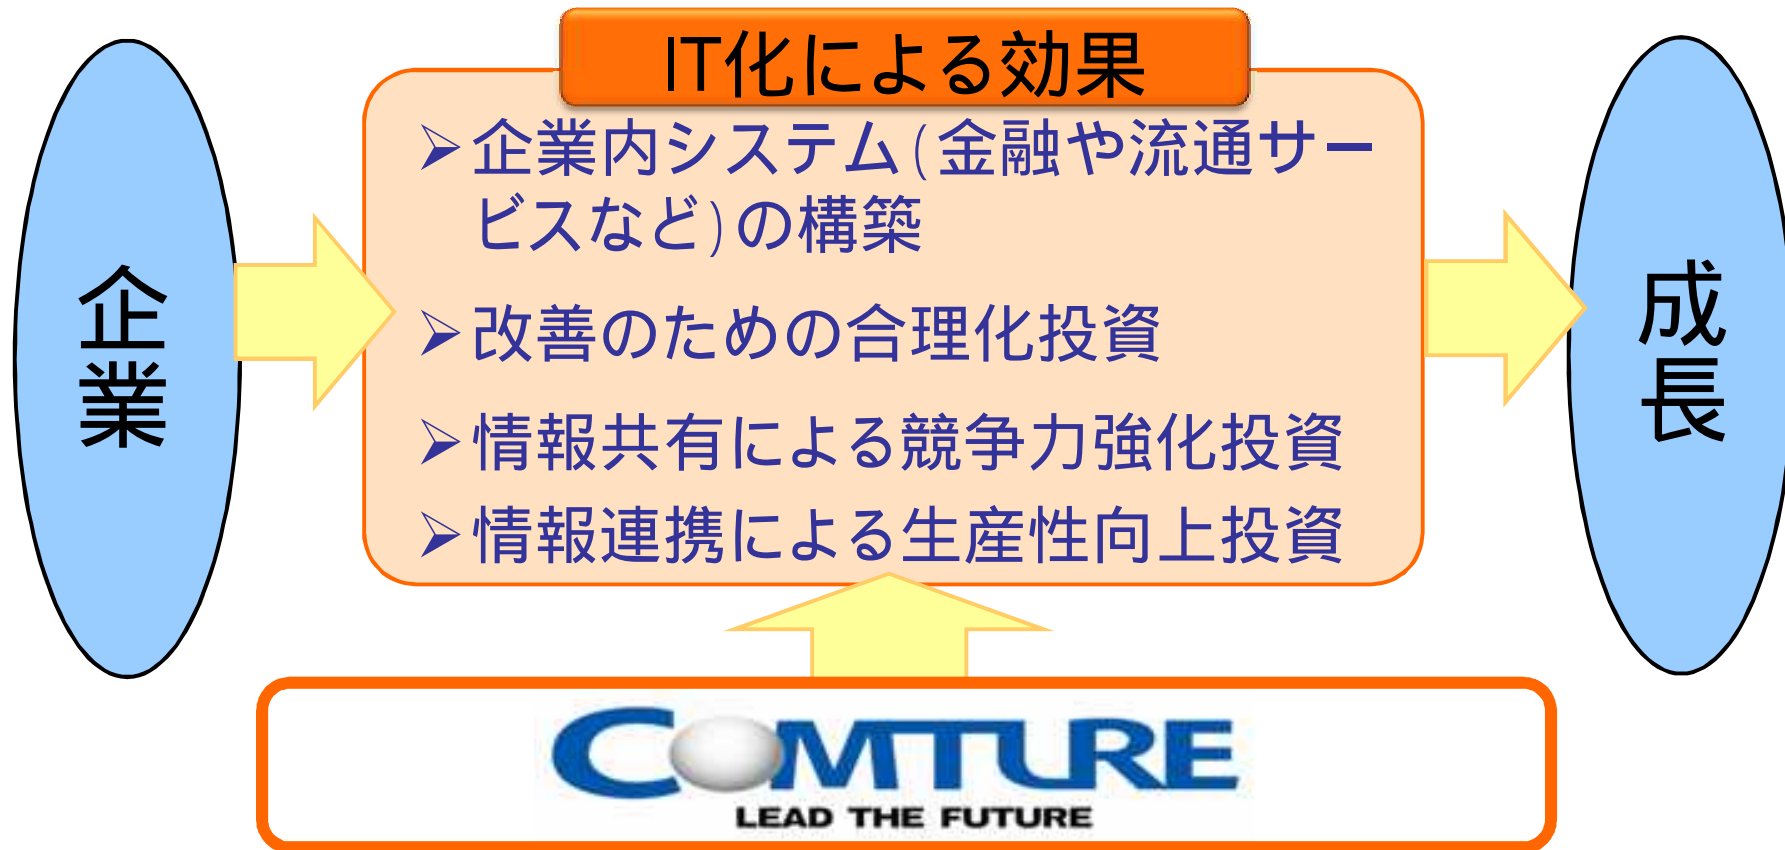 IT化による効果
企業
➢企業内システム(金融や流通サー
ビスなど)の構築
➢改善のための合理化投資
➢情報共有による競争力強化投資
➢情報連携による生産性向上投資
成長
COMTURE
LEAD THE FUTURE